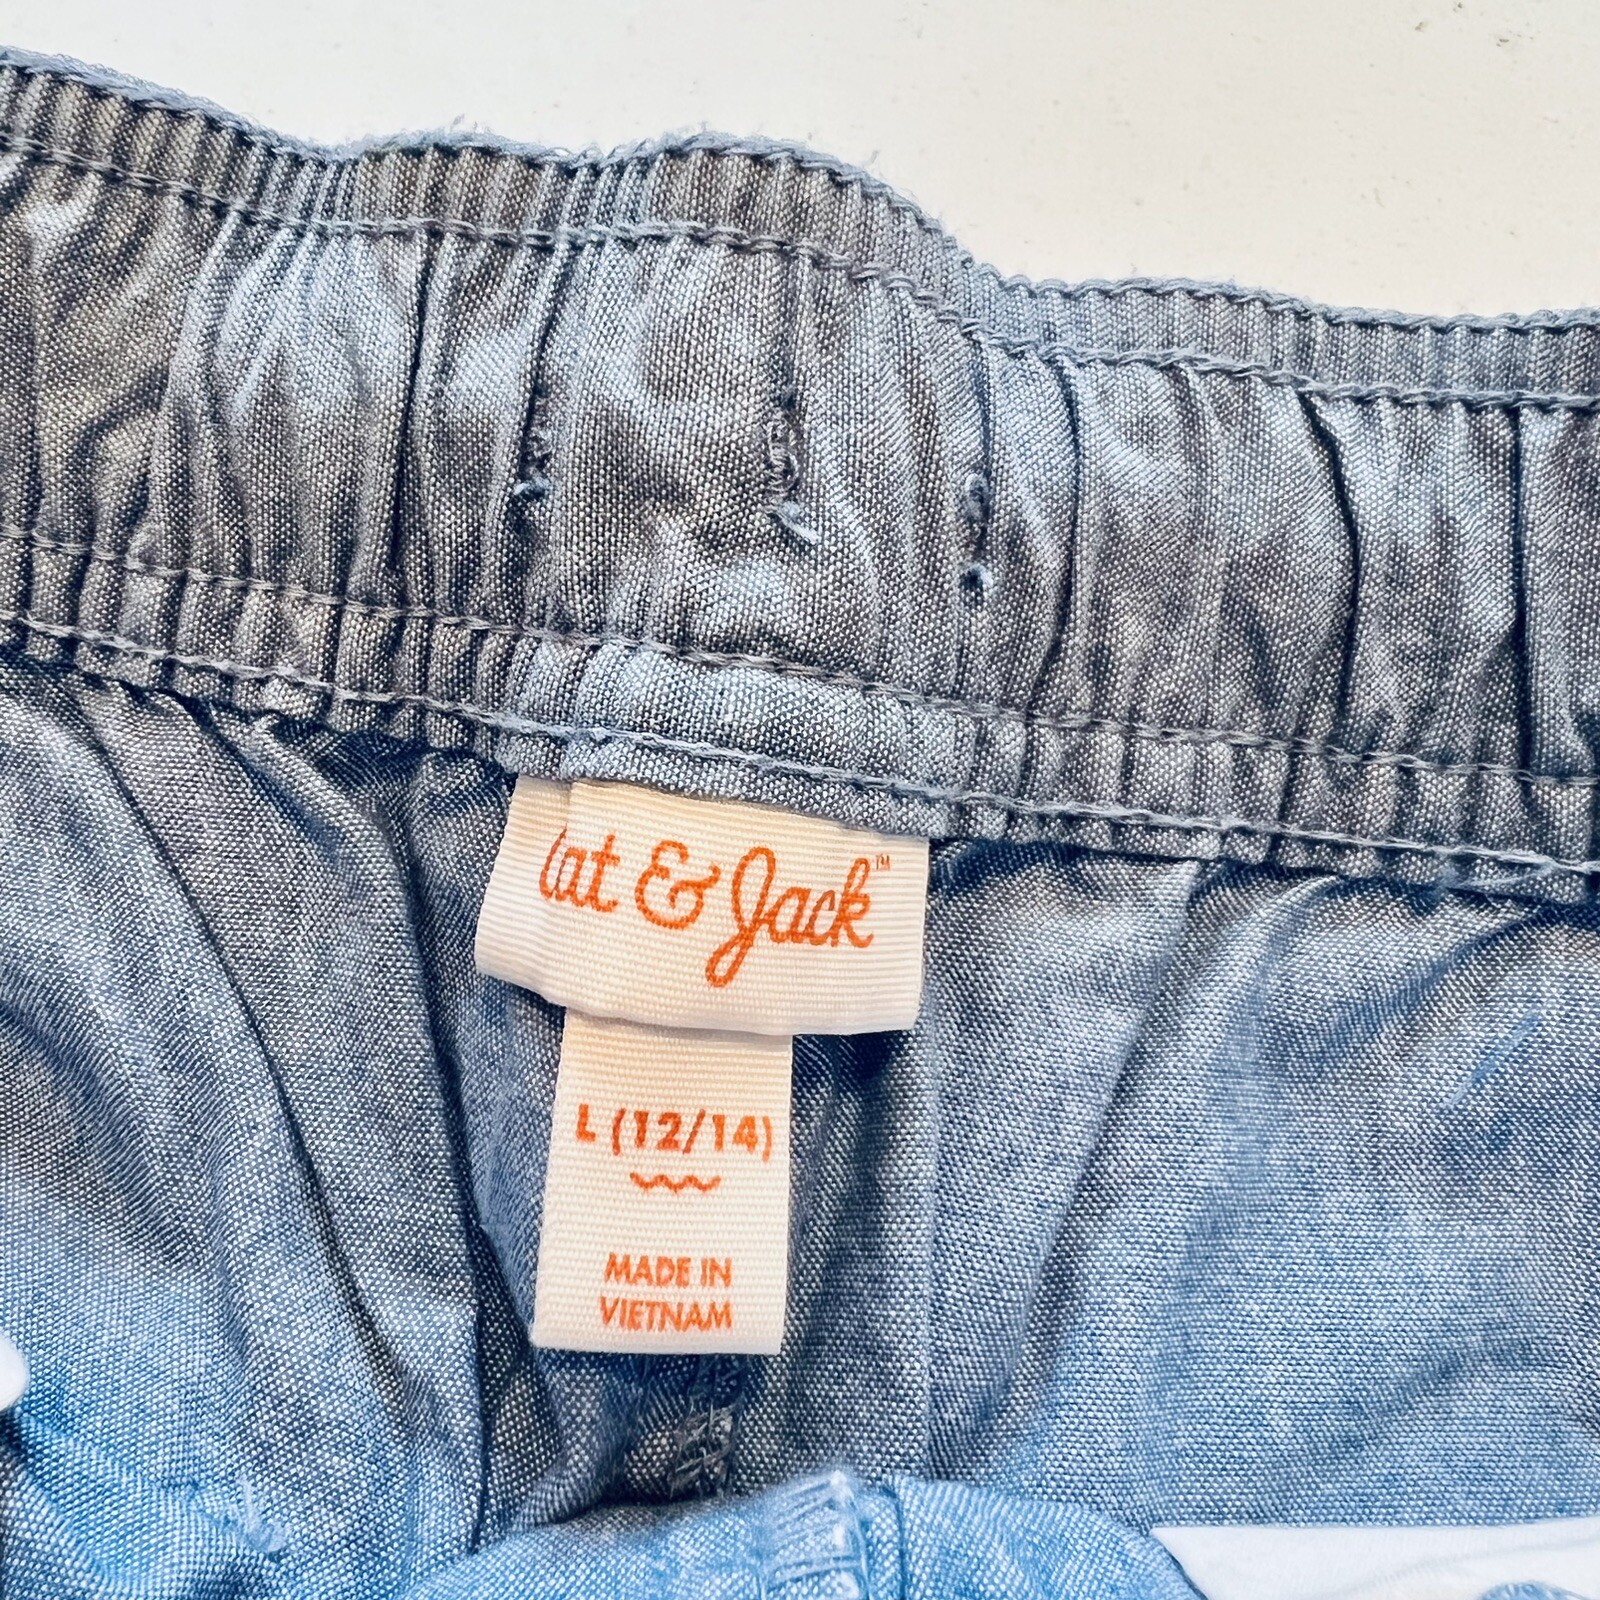 Cat & Jack™
L (12/14)
MADE IN
VIETNAM